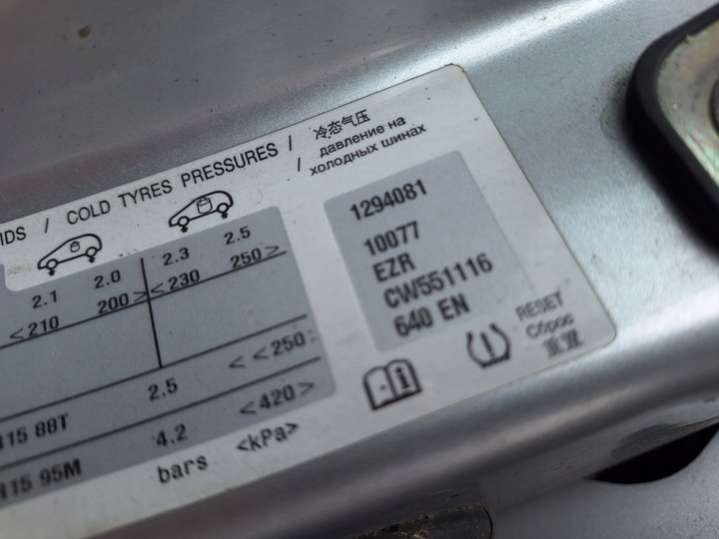 IDS / COLD TYRES PRESSURES / 冷态气压
/ давление на
холодных шинах
2.1 2.0 2.3 2.5
<210 200> <230 250>
2.5 < <250
R15 88T
4.2 <420>
R15 95M
bars <kPa>
1294081
10077
EZR
CW551116
640 EN
RESET
Сброс
重置